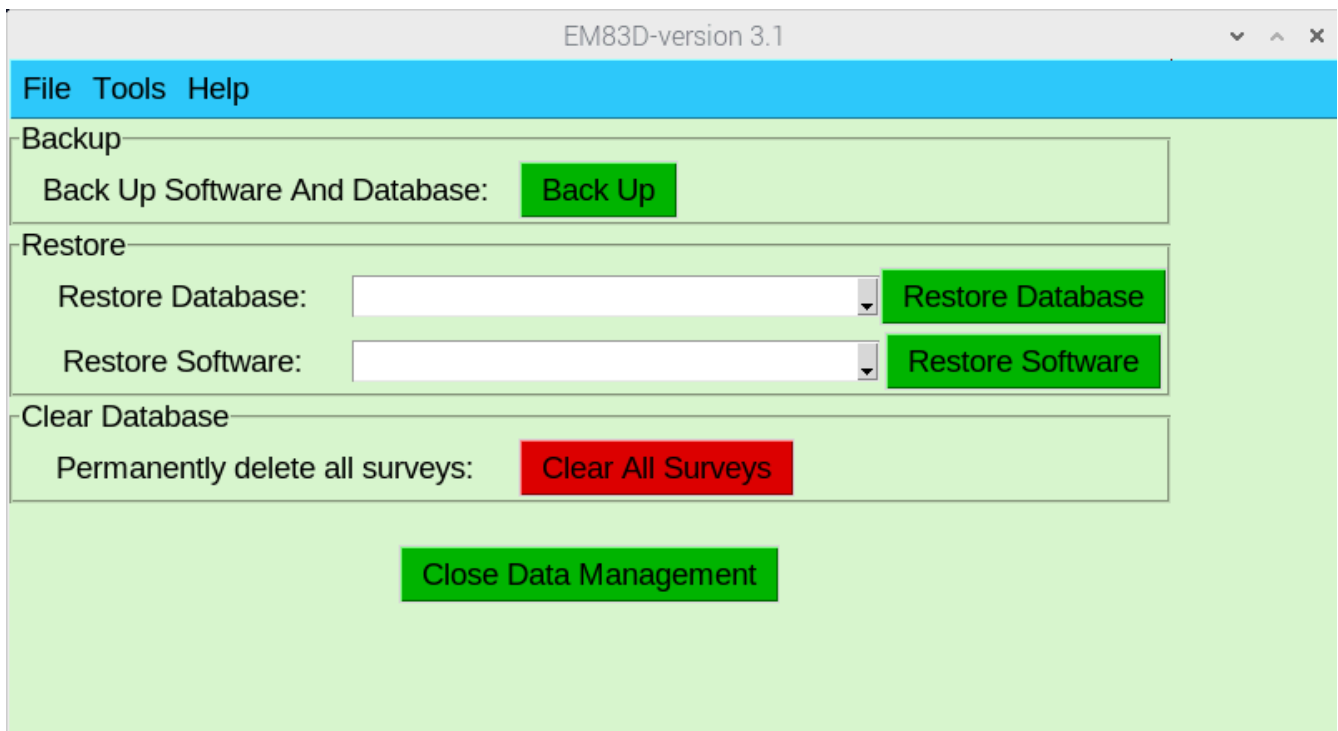 EM83D-version 3.1
File Tools Help
Backup
Back Up Software And Database: Back Up
Restore
Restore Database: Restore Database
Restore Software: Restore Software
Clear Database
Permanently delete all surveys: Clear All Surveys
Close Data Management